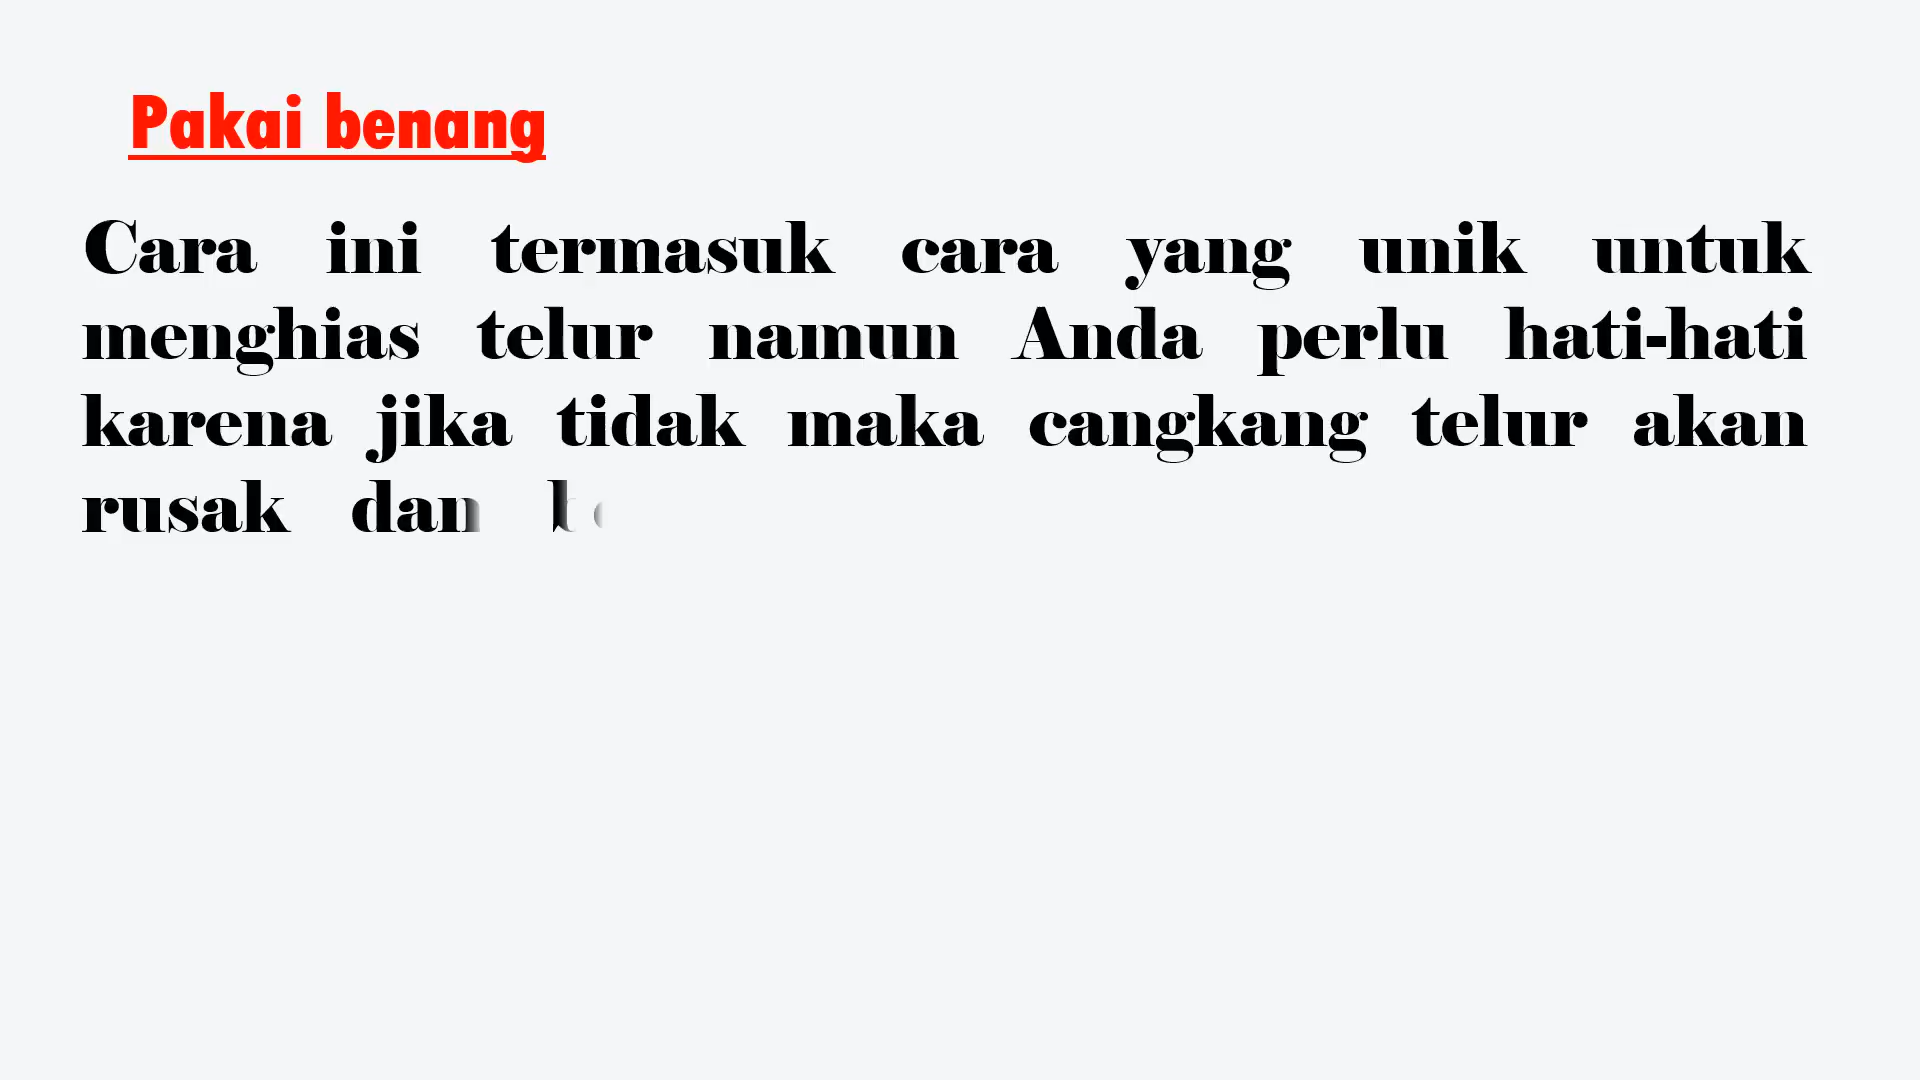 Pakai benang
Cara ini termasuk cara yang unik untuk
menghias telur namun Anda perlu hati-hati
karena jika tidak maka cangkang telur akan
rusak dan